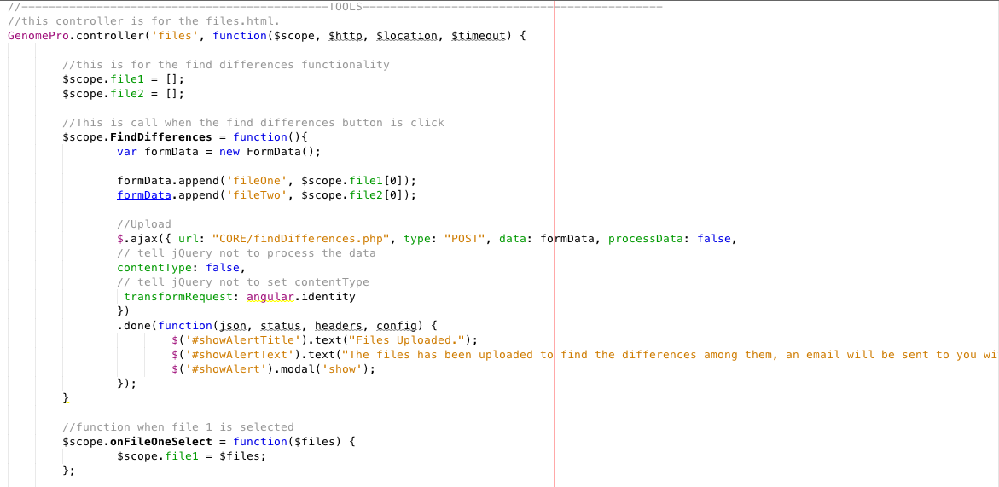 //---------------------------------------------TOOLS--------------------------------------------
//this controller is for the files.html.
GenomePro.controller('files', function($scope, $http, $location, $timeout) {
//this is for the find differences functionality
$scope.file1 = [];
$scope.file2 = [];
//This is call when the find differences button is click
$scope.FindDifferences = function(){
var formData = new FormData();
formData.append('fileOne', $scope.file1[0]);
formData.append('fileTwo', $scope.file2[0]);
//Upload
$.ajax({ url: "CORE/findDifferences.php", type: "POST", data: formData, processData: false,
// tell jQuery not to process the data
contentType: false,
// tell jQuery not to set contentType
transformRequest: angular.identity
})
.done(function(json, status, headers, config) {
$('#showAlertTitle').text("Files Uploaded.");
$('#showAlertText').text("The files has been uploaded to find the differences among them, an email will be sent to you wi
$('#showAlert').modal('show');
});
}
//function when file 1 is selected
$scope.onFileOneSelect = function($files) {
$scope.file1 = $files;
};